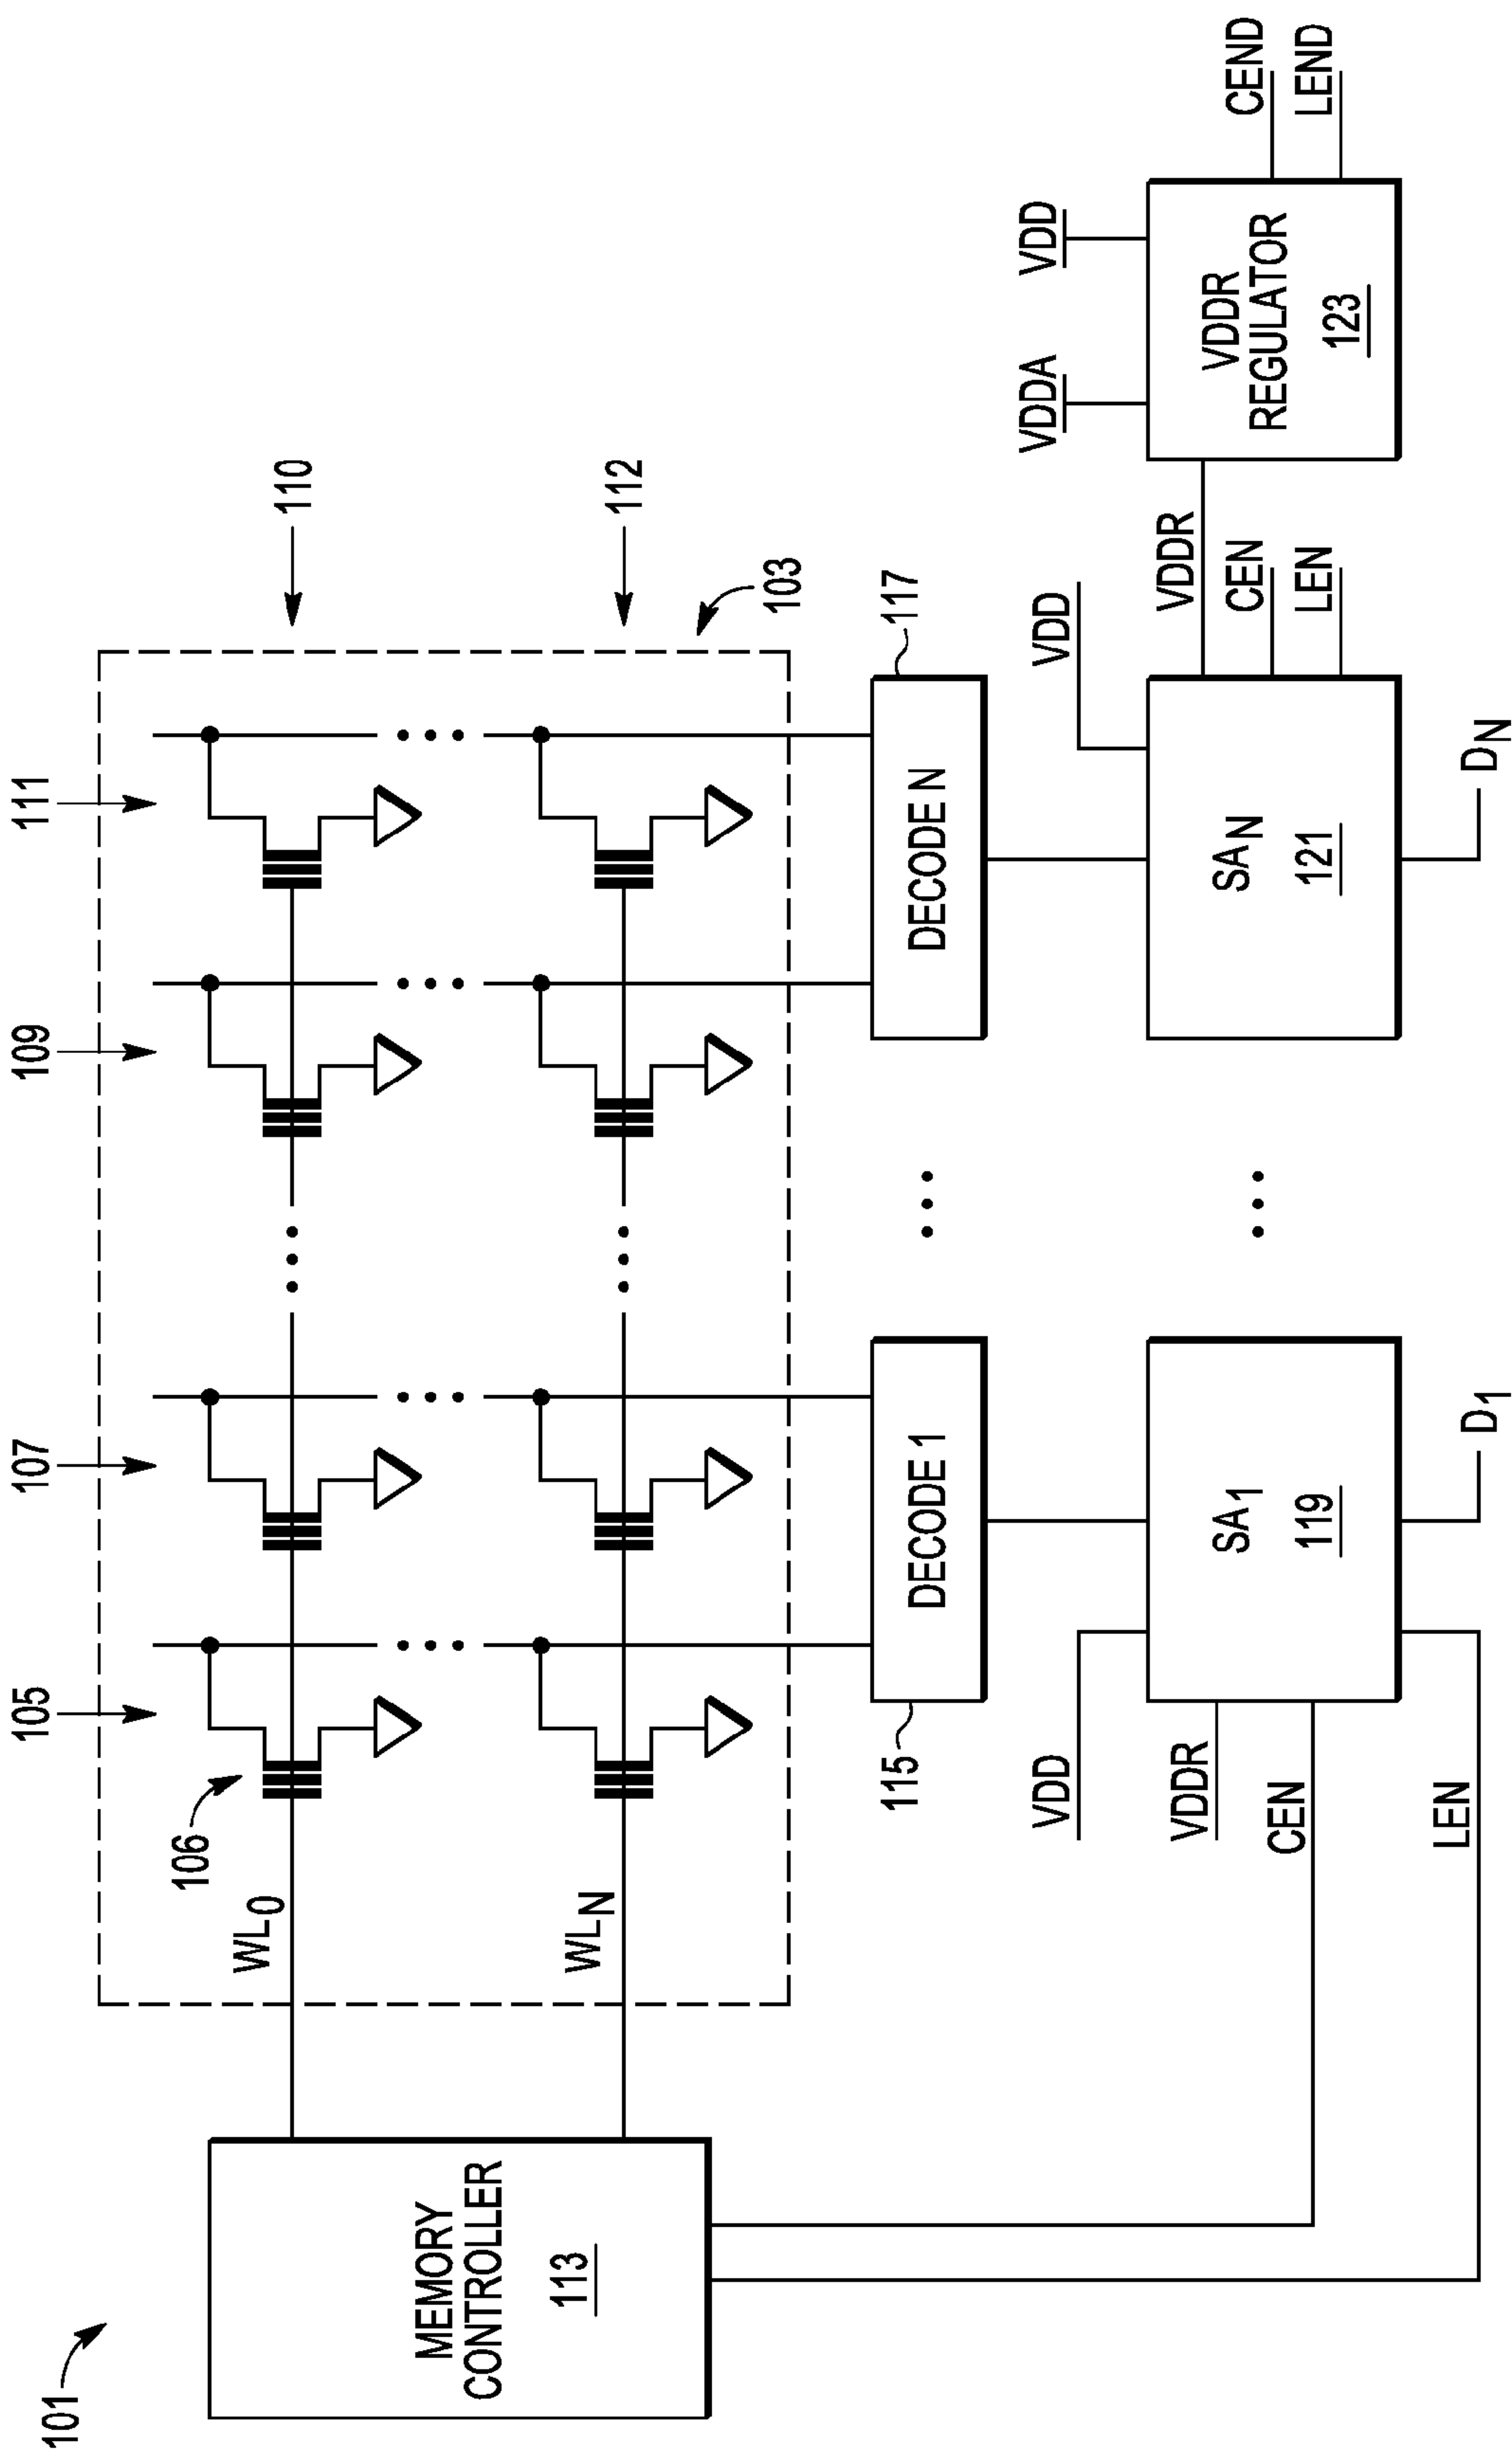 101
105
107
109
111
106
WL0
110
WLN
112
103
MEMORY
CONTROLLER
113
115
DECODE 1
DECODE N
117
VDD
VDDR
CEN
LEN
SA1
119
D1
VDD
SAN
121
DN
VDDR
CEN
LEN
VDDA
VDD
VDDR
REGULATOR
123
CEND
LEND